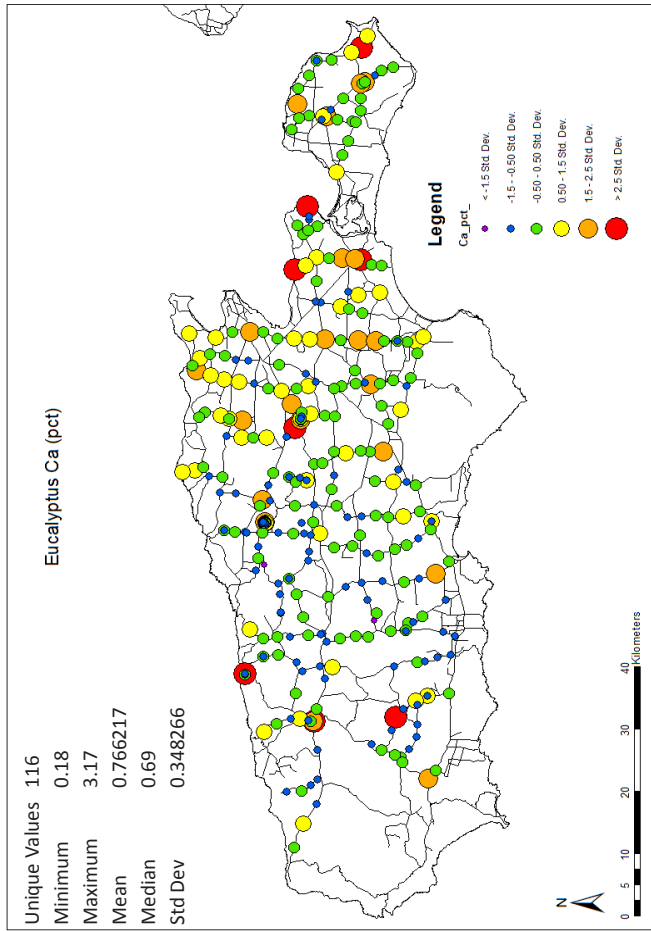 Eucalyptus Ca (pct)
Unique Values 116
Minimum 0.18
Maximum 3.17
Mean 0.766217
Median 0.69
Std Dev 0.348266
Legend
Ca_pct_
< -1.5 Std. Dev.
-1.5 - -0.50 Std. Dev.
-0.50 - 0.50 Std. Dev.
0.50 - 1.5 Std. Dev.
1.5 - 2.5 Std. Dev.
> 2.5 Std. Dev.
N
0 5 10 20 30 40
Kilometers